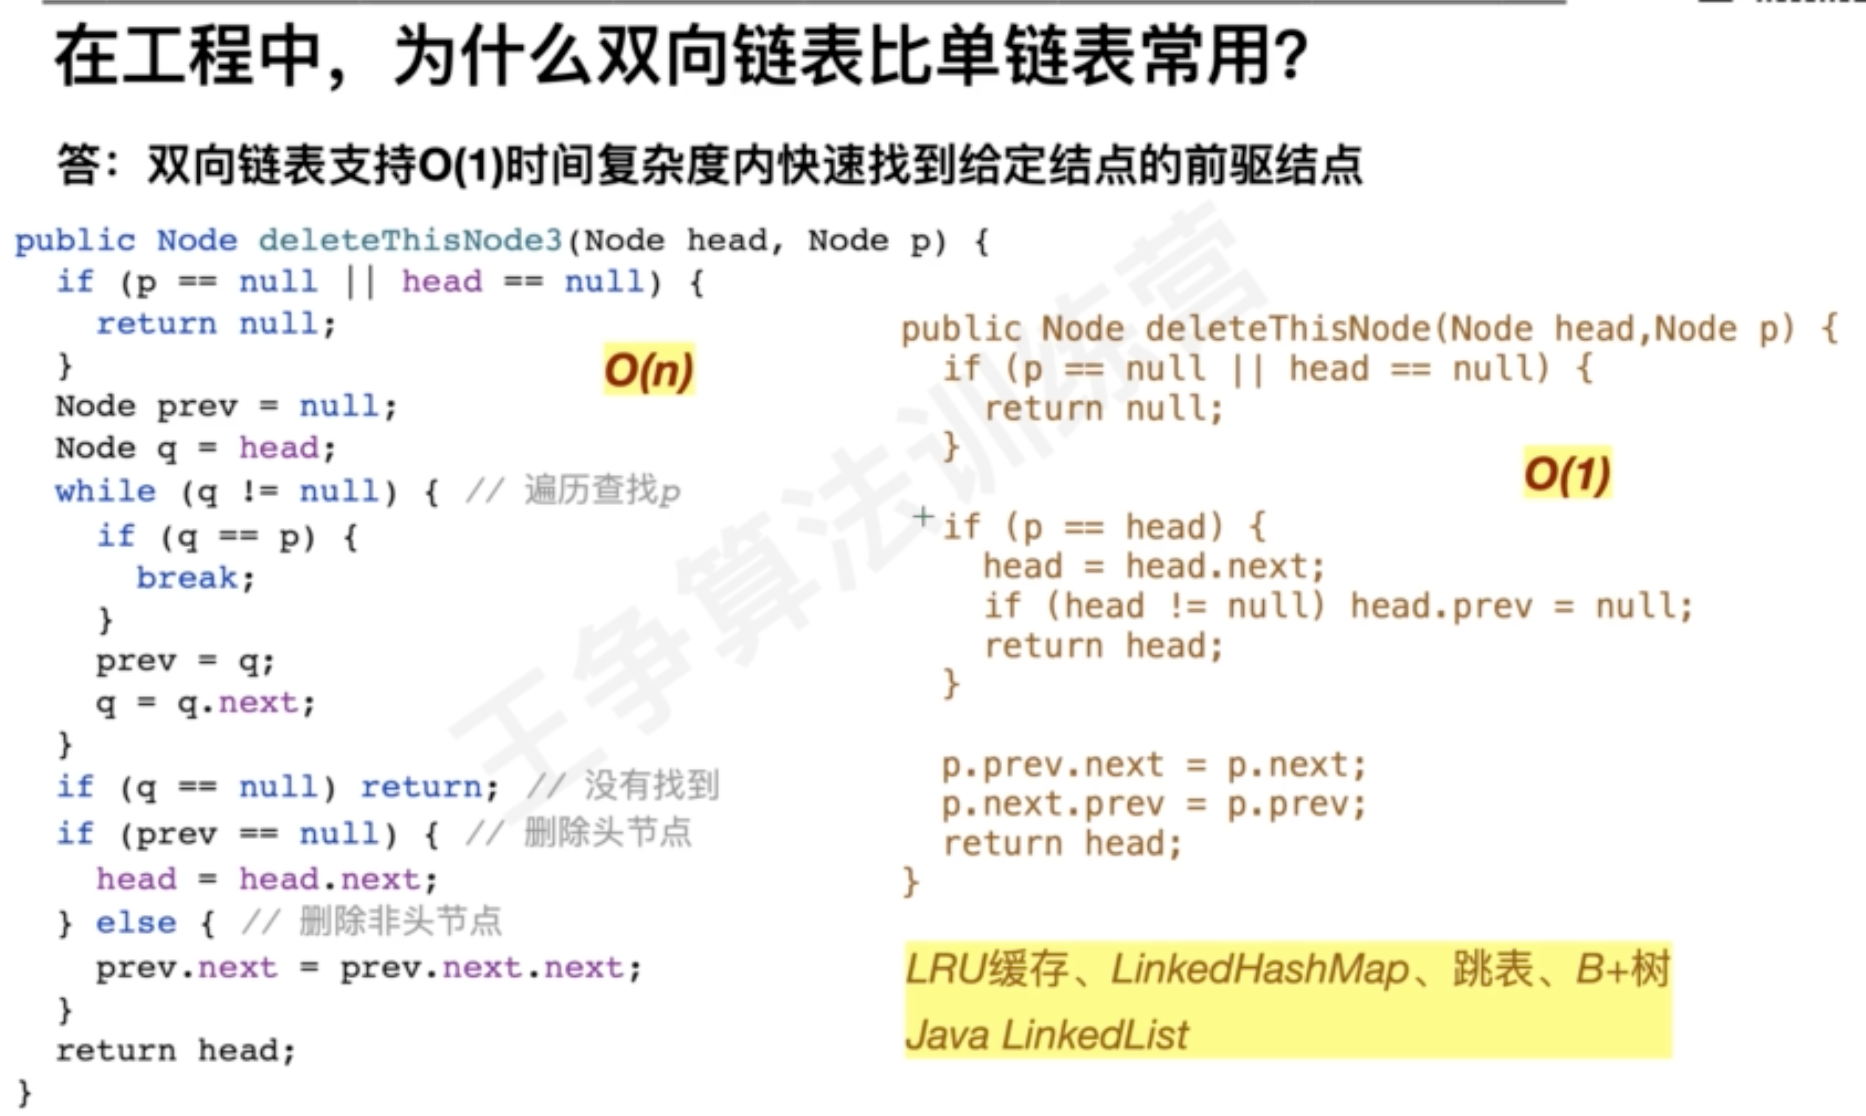 在工程中，为什么双向链表比单链表常用？
答：双向链表支持O(1)时间复杂度内快速找到给定结点的前驱结点
public Node deleteThisNode3(Node head, Node p) {
  if (p == null || head == null) {
    return null;
  }
  Node prev = null;
  Node q = head;
  while (q != null) { // 遍历查找p
    if (q == p) {
      break;
    }
    prev = q;
    q = q.next;
  }
  if (q == null) return; // 没有找到
  if (prev == null) { // 删除头节点
    head = head.next;
  } else { // 删除非头节点
    prev.next = prev.next.next;
  }
  return head;
}
O(n)
public Node deleteThisNode(Node head,Node p) {
  if (p == null || head == null) {
    return null;
  }
  if (p == head) {
    head = head.next;
    if (head != null) head.prev = null;
    return head;
  }
  p.prev.next = p.next;
  p.next.prev = p.prev;
  return head;
}
O(1)
LRU缓存、LinkedHashMap、跳表、B+树
Java LinkedList
王争算法训练营